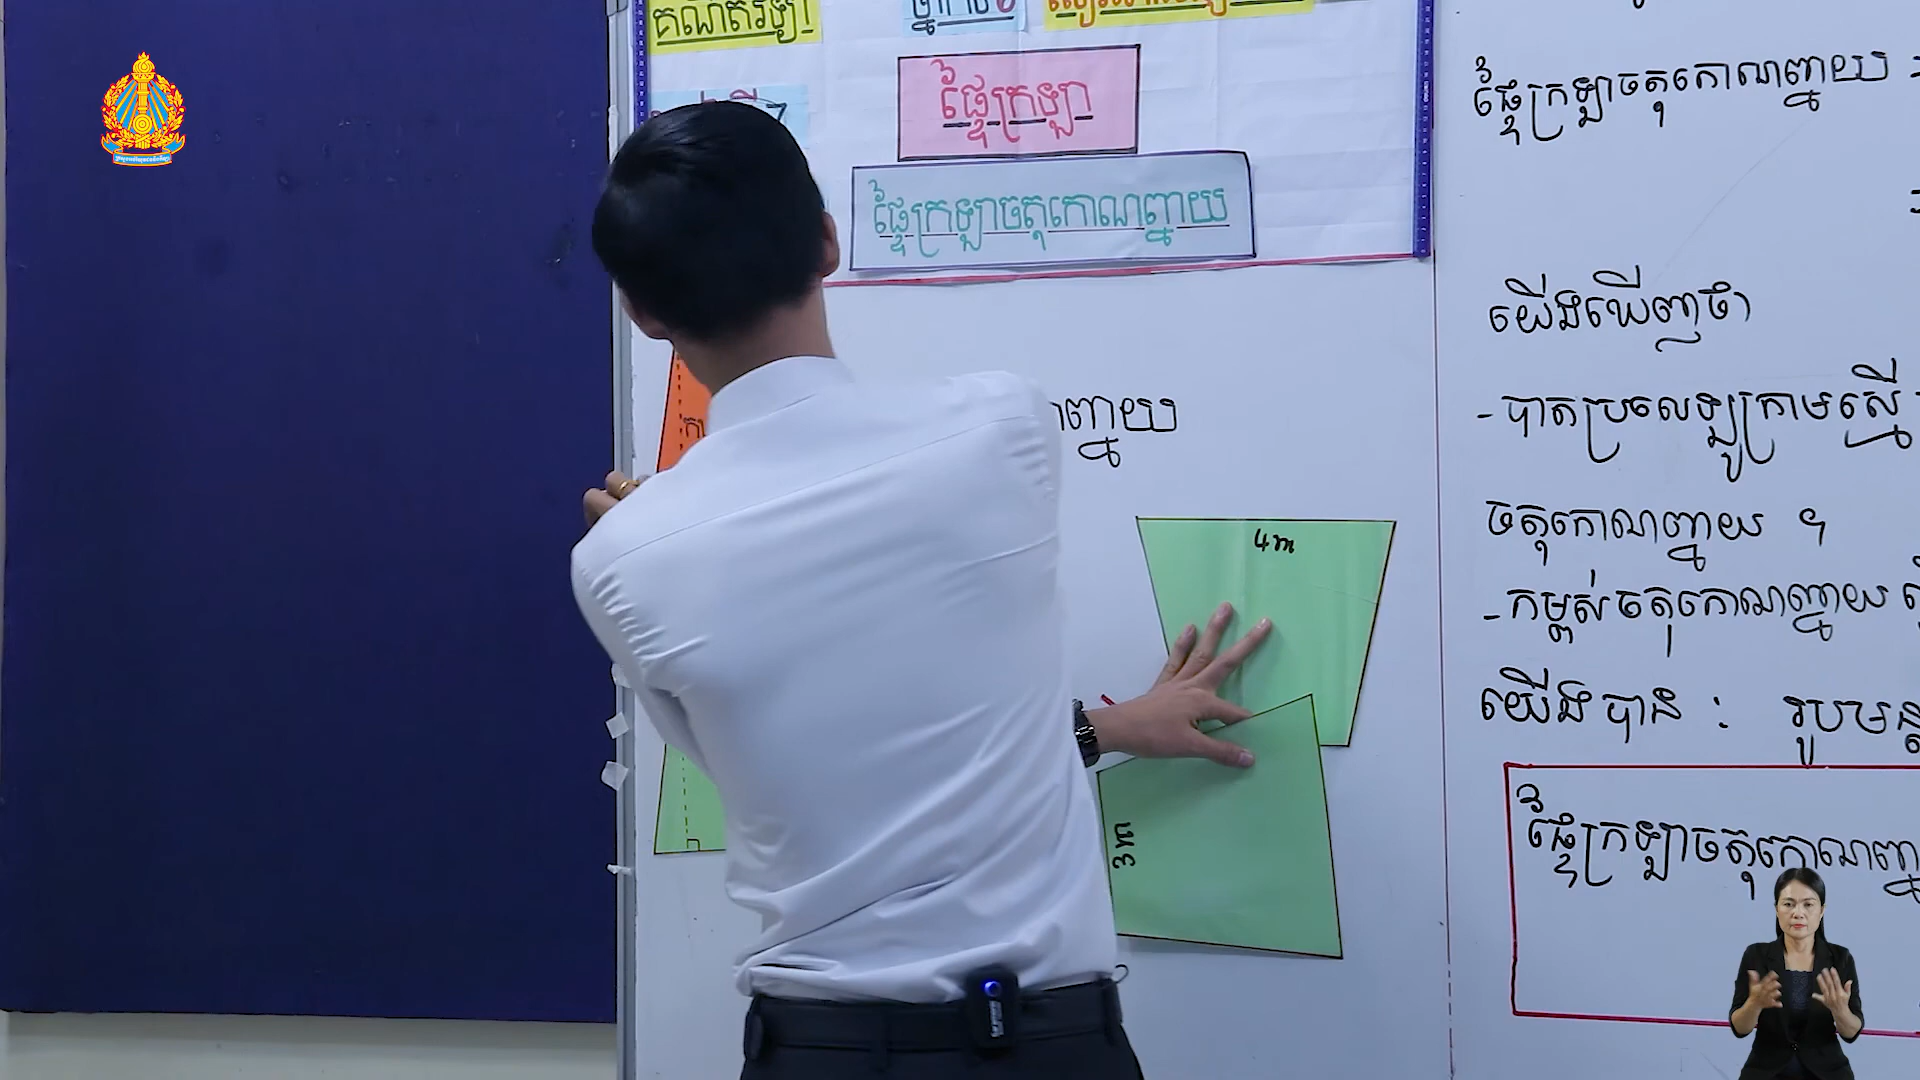 គណិតវិទ្យា
ផ្ទៃក្រឡា
ផ្ទៃក្រឡាចតុកោណព្នាយ
ព្នាយ
4m
3m
ផ្ទៃក្រឡាចតុកោណព្នាយ =
យើងឃើញថា
- បាតប្រលេឡូក្រាមស្មើ
ចតុកោណព្នាយ ។
- កម្ពស់ចតុកោណព្នាយ
យើងបាន : រូបមន្ត
ផ្ទៃក្រឡាចតុកោណព្នា